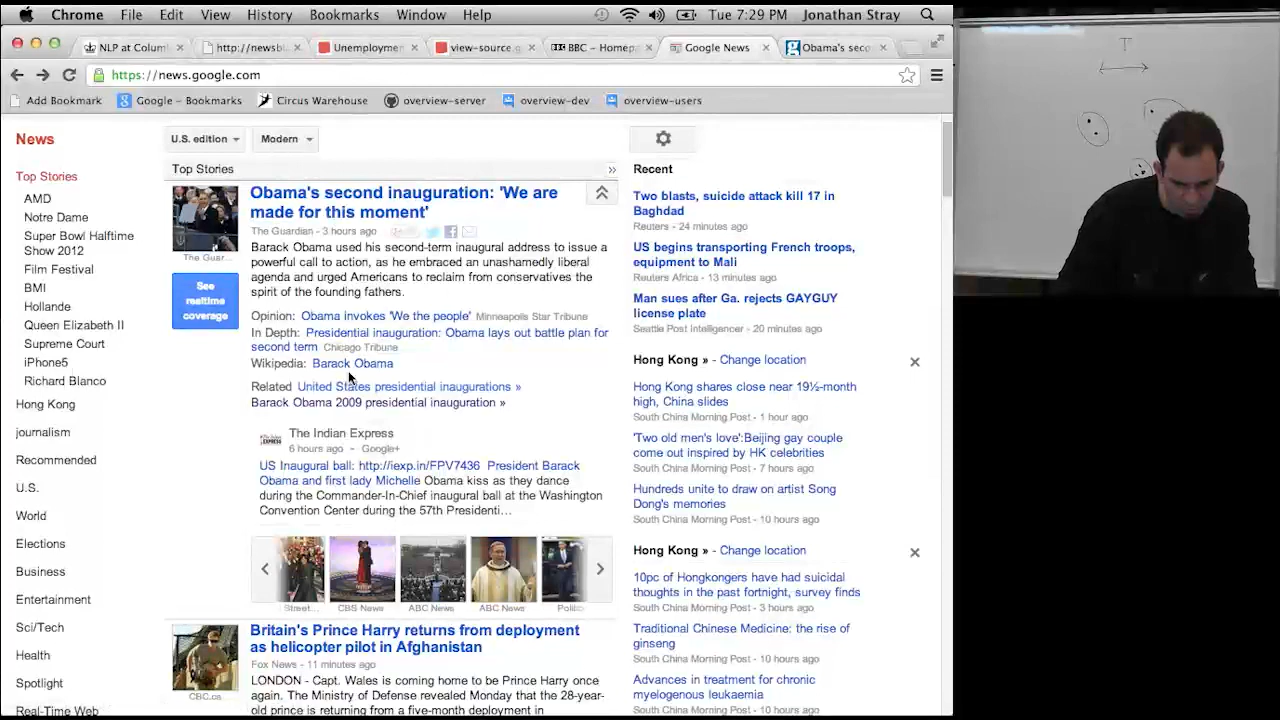 Chrome File Edit View History Bookmarks Window Help Tue 7:29 PM Jonathan Stray
NLP at Colum http://newsbl Unemploymen view-source:g BBC – Homep Google News Obama's seco
https://news.google.com
Add Bookmark Google – Bookmarks Circus Warehouse overview-server overview-dev overview-users
T
News
U.S. edition Modern
Top Stories
AMD
Notre Dame
Super Bowl Halftime
Show 2012
Film Festival
BMI
Hollande
Queen Elizabeth II
Supreme Court
iPhone5
Richard Blanco
Hong Kong
journalism
Recommended
U.S.
World
Elections
Business
Entertainment
Sci/Tech
Health
Spotlight
Real-Time Web
Top Stories »
Obama's second inauguration: 'We are
made for this moment'
The Guardian - 3 hours ago
The Guar...
See
realtime
coverage
Barack Obama used his second-term inaugural address to issue a
powerful call to action, as he embraced an unashamedly liberal
agenda and urged Americans to reclaim from conservatives the
spirit of the founding fathers.
Opinion: Obama invokes 'We the people' Minneapolis Star Tribune
In Depth: Presidential inauguration: Obama lays out battle plan for
second term Chicago Tribune
Wikipedia: Barack Obama
Related United States presidential inaugurations »
Barack Obama 2009 presidential inauguration »
The Indian Express
6 hours ago - Google+
US Inaugural ball: http://iexp.in/FPV7436 President Barack
Obama and first lady Michelle Obama kiss as they dance
during the Commander-In-Chief inaugural ball at the Washington
Convention Center during the 57th Presidenti...
Street... CBS News ABC News ABC News Politic
Britain's Prince Harry returns from deployment
as helicopter pilot in Afghanistan
Fox News - 11 minutes ago
CBC.ca
LONDON - Capt. Wales is coming home to be Prince Harry once
again. The Ministry of Defense revealed Monday that the 28-year-
old prince is returning from a five-month deployment in
Recent
Two blasts, suicide attack kill 17 in
Baghdad
Reuters - 24 minutes ago
US begins transporting French troops,
equipment to Mali
Reuters Africa - 13 minutes ago
Man sues after Ga. rejects GAYGUY
license plate
Seattle Post Intelligencer - 20 minutes ago
Hong Kong » - Change location
Hong Kong shares close near 19½-month
high, China slides
South China Morning Post - 1 hour ago
'Two old men's love':Beijing gay couple
come out inspired by HK celebrities
South China Morning Post - 7 hours ago
Hundreds unite to draw on artist Song
Dong's memories
South China Morning Post - 10 hours ago
Hong Kong » - Change location
10pc of Hongkongers have had suicidal
thoughts in the past fortnight, survey finds
South China Morning Post - 3 hours ago
Traditional Chinese Medicine: the rise of
ginseng
South China Morning Post - 10 hours ago
Advances in treatment for chronic
myelogenous leukaemia
South China Morning Post - 10 hours ago